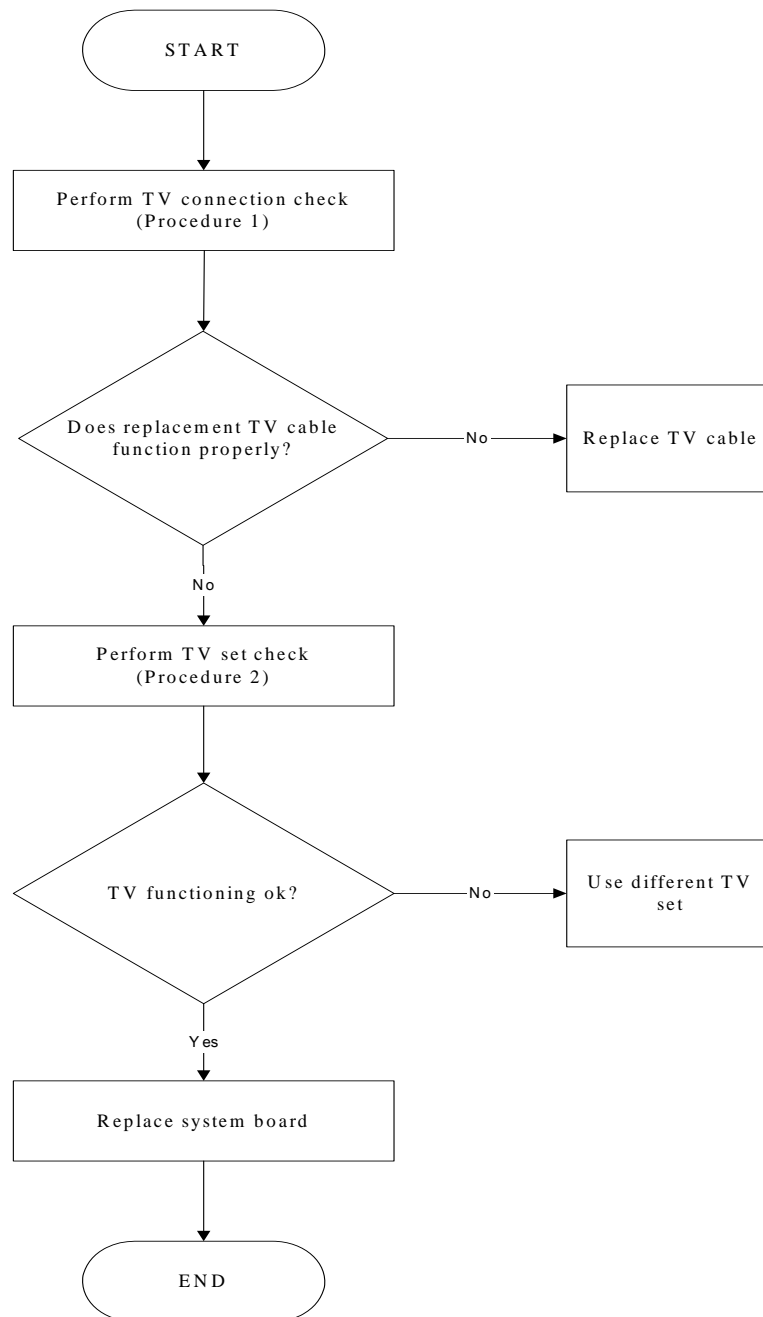 START
Perform TV connection check
(Procedure 1)
Does replacement TV cable
function properly?
No
Replace TV cable
No
Perform TV set check
(Procedure 2)
TV functioning ok?
No
Use different TV
set
Yes
Replace system board
END